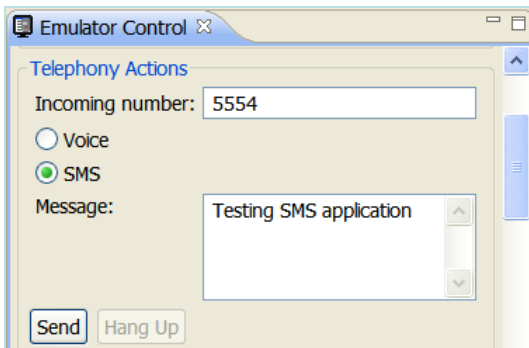 Emulator Control
Telephony Actions
Incoming number: 5554
Voice
SMS
Message: Testing SMS application
Send Hang Up